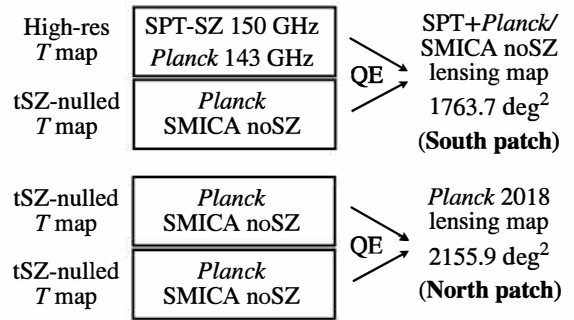 High-res
T map
SPT-SZ 150 GHz
Planck 143 GHz
tSZ-nulled
T map
Planck
SMICA noSZ
QE
SPT+Planck/
SMICA noSZ
lensing map
1763.7 deg²
(South patch)
tSZ-nulled
T map
Planck
SMICA noSZ
tSZ-nulled
T map
Planck
SMICA noSZ
QE
Planck 2018
lensing map
2155.9 deg²
(North patch)